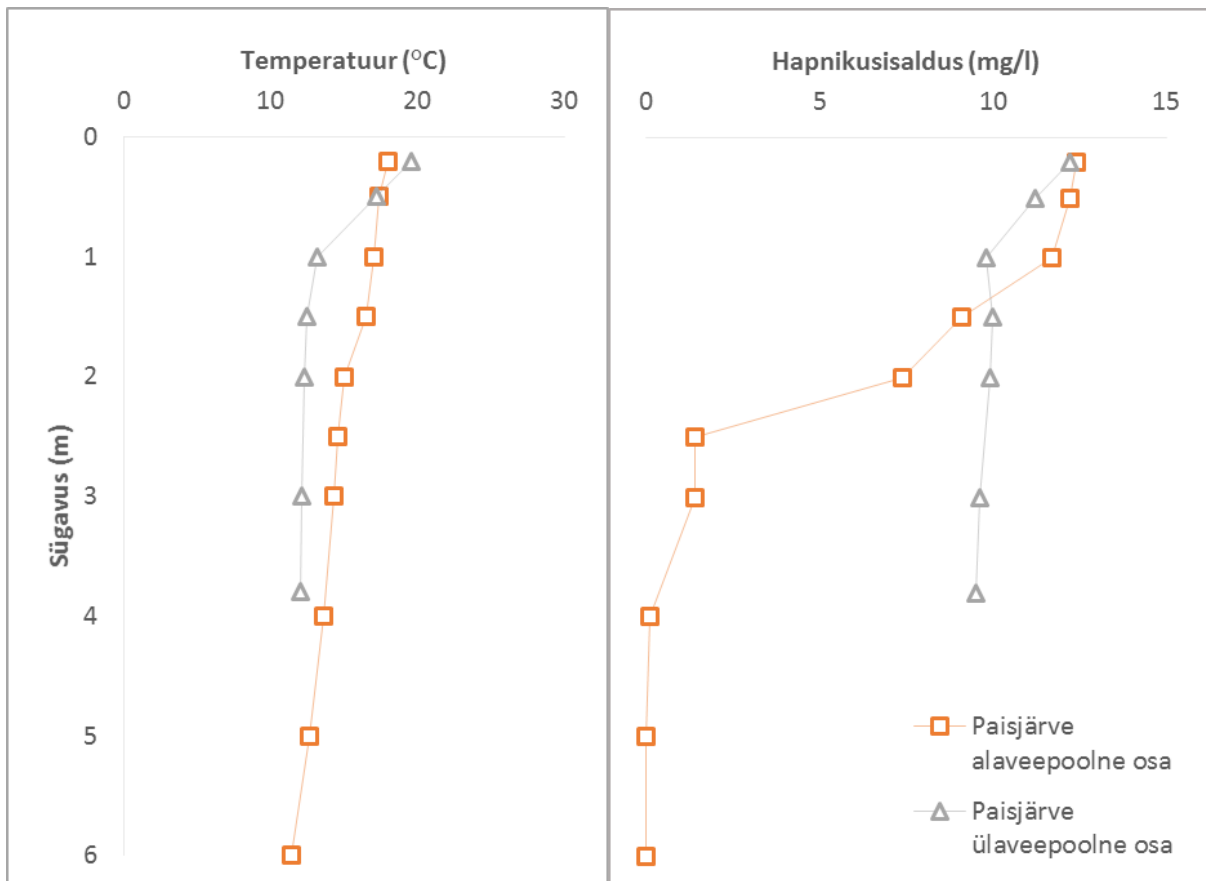 Temperatuur (°C)
0 10 20 30
Sügavus (m)
0
1
2
3
4
5
6
Hapnikusisaldus (mg/l)
0 5 10 15
Paisjärve
alaveepoolne osa
Paisjärve
ülaveepoolne osa